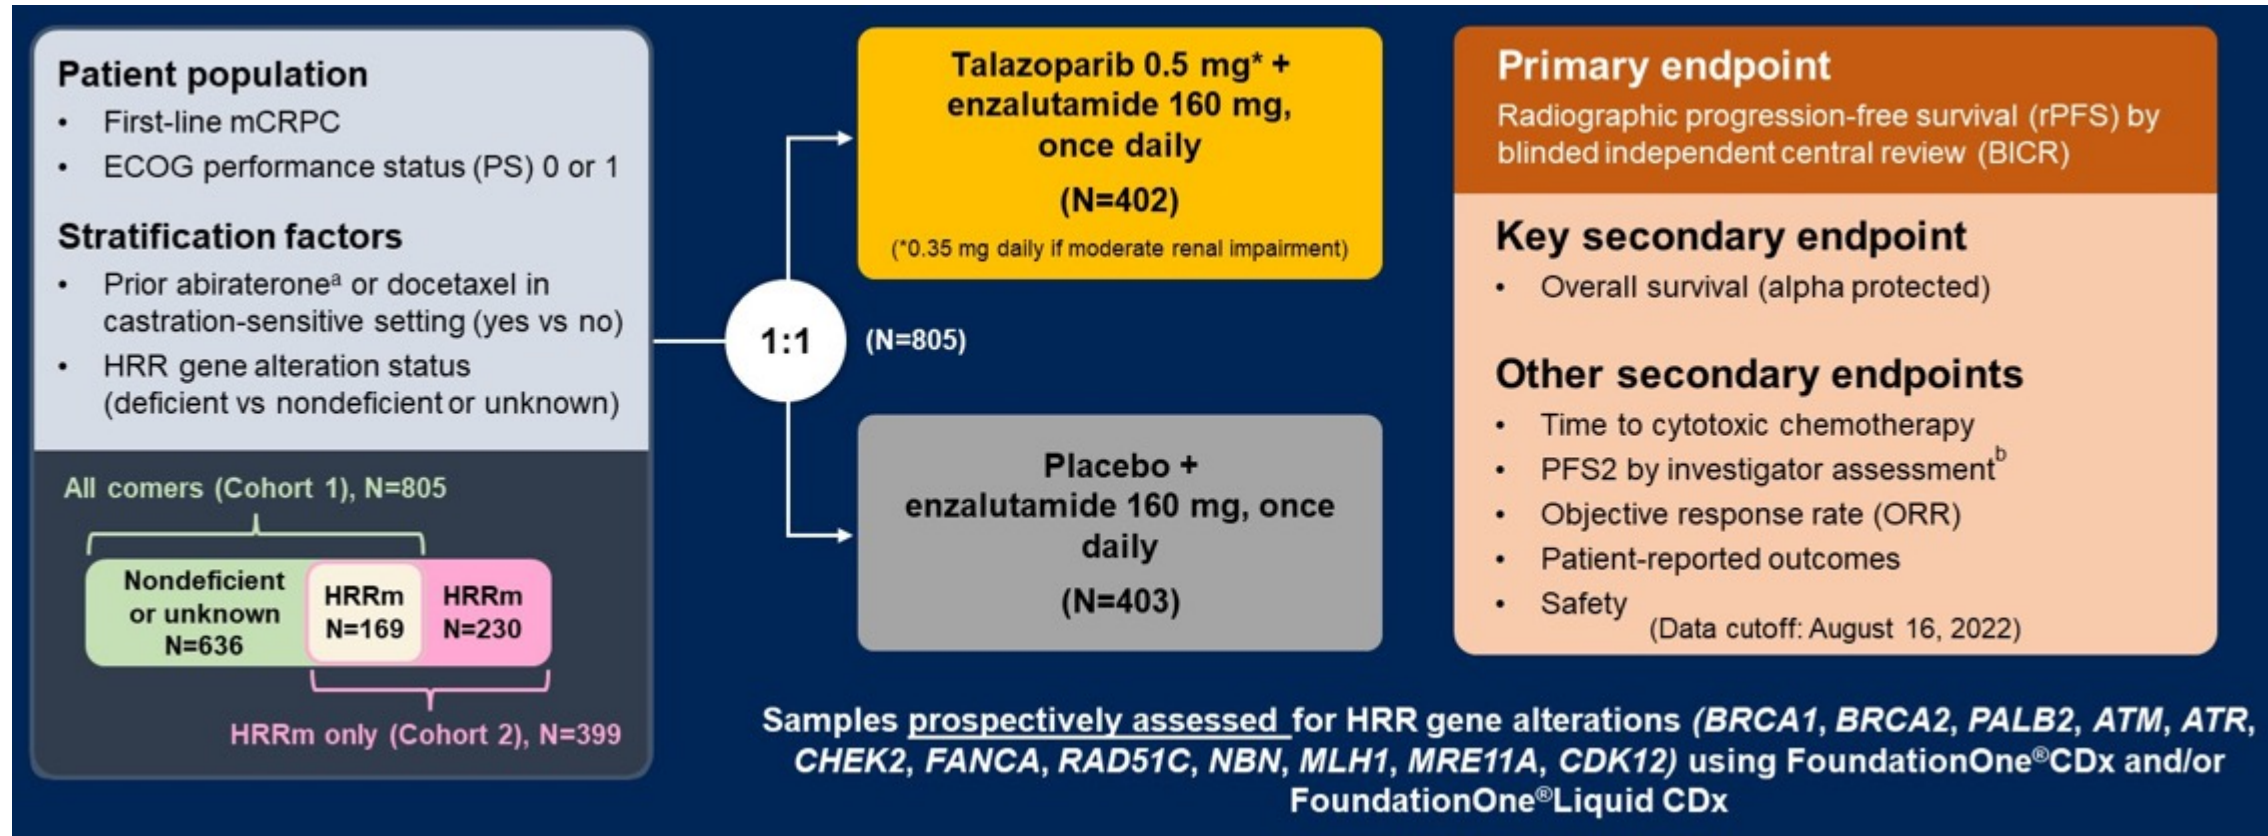 Patient population
• First-line mCRPC
• ECOG performance status (PS) 0 or 1
Stratification factors
• Prior abirateroneᵃ or docetaxel in
castration-sensitive setting (yes vs no)
• HRR gene alteration status
(deficient vs nondeficient or unknown)
All comers (Cohort 1), N=805
Nondeficient
or unknown
N=636
HRRm
N=169
HRRm
N=230
HRRm only (Cohort 2), N=399
1:1
(N=805)
Talazoparib 0.5 mg* +
enzalutamide 160 mg,
once daily
(N=402)
(*0.35 mg daily if moderate renal impairment)
Placebo +
enzalutamide 160 mg, once
daily
(N=403)
Primary endpoint
Radiographic progression-free survival (rPFS) by
blinded independent central review (BICR)
Key secondary endpoint
• Overall survival (alpha protected)
Other secondary endpoints
• Time to cytotoxic chemotherapy
• PFS2 by investigator assessmentᵇ
• Objective response rate (ORR)
• Patient-reported outcomes
• Safety
(Data cutoff: August 16, 2022)
Samples prospectively assessed for HRR gene alterations (BRCA1, BRCA2, PALB2, ATM, ATR,
CHEK2, FANCA, RAD51C, NBN, MLH1, MRE11A, CDK12) using FoundationOne®CDx and/or
FoundationOne®Liquid CDx